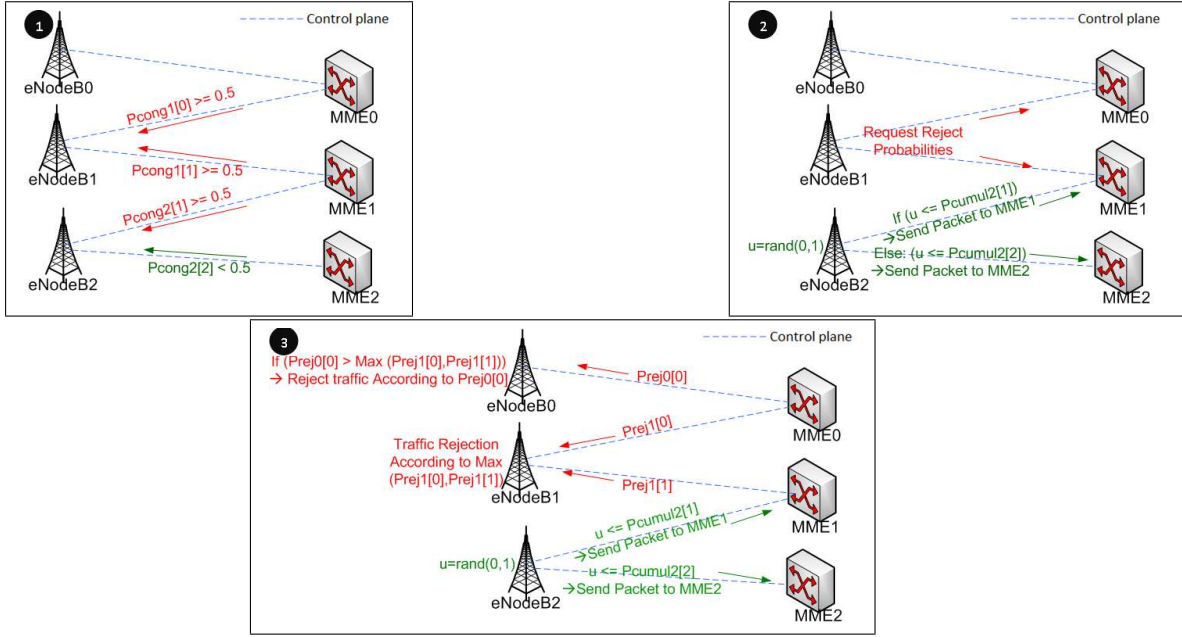 1
Control plane
eNodeB0
MME0
Pcong1[0] >= 0.5
eNodeB1
Pcong1[1] >= 0.5
MME1
Pcong2[1] >= 0.5
eNodeB2
Pcong2[2] < 0.5
MME2
2
Control plane
eNodeB0
MME0
Request Reject
Probabilities
eNodeB1
MME1
If (u <= Pcumul2[1])
→Send Packet to MME1
u=rand(0,1)
Else: (u <= Pcumul2[2])
→Send Packet to MME2
eNodeB2
MME2
3
Control plane
If (Prej0[0] > Max (Prej1[0],Prej1[1]))
→ Reject traffic According to Prej0[0]
Prej0[0]
eNodeB0
MME0
Prej1[0]
Traffic Rejection
According to Max
(Prej1[0],Prej1[1])
Prej1[1]
eNodeB1
MME1
u <= Pcumul2[1]
→Send Packet to MME1
u=rand(0,1)
u <= Pcumul2[2]
→Send Packet to MME2
eNodeB2
MME2